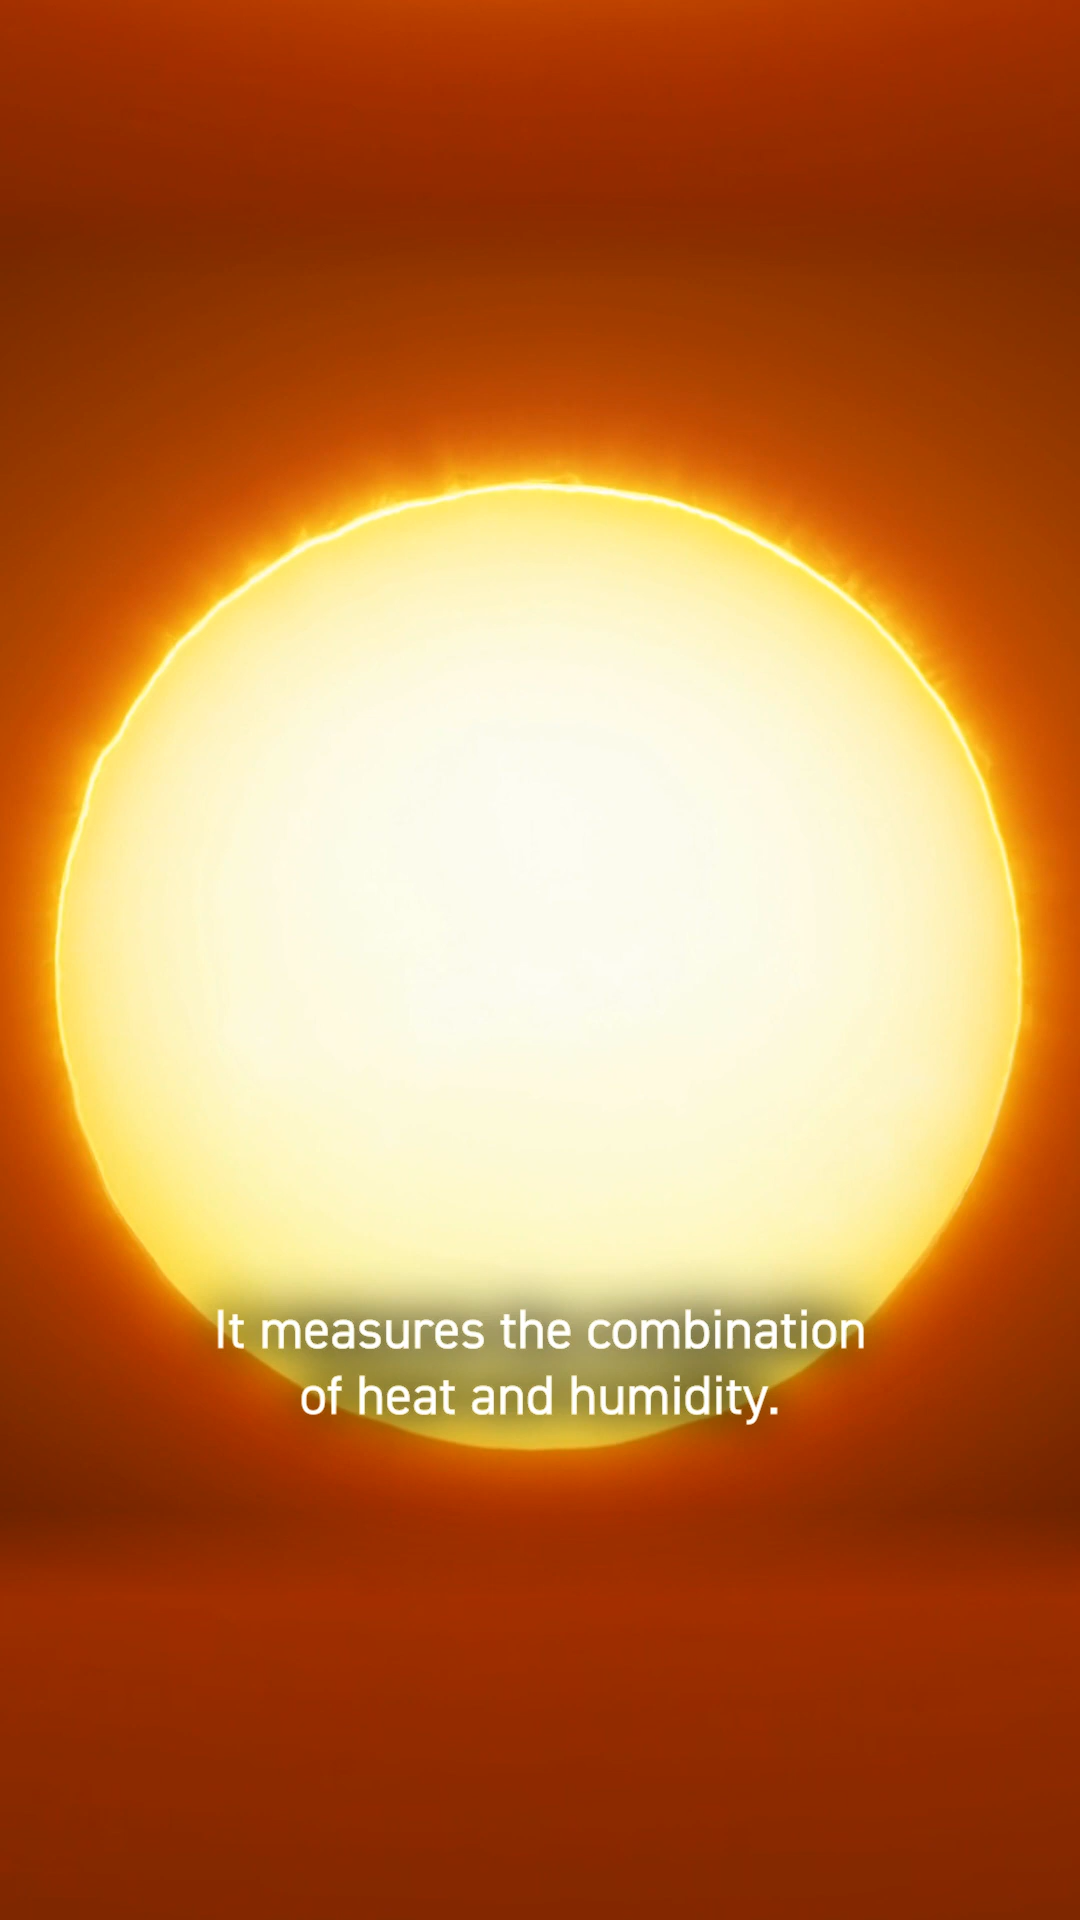 It measures the combination
of heat and humidity.